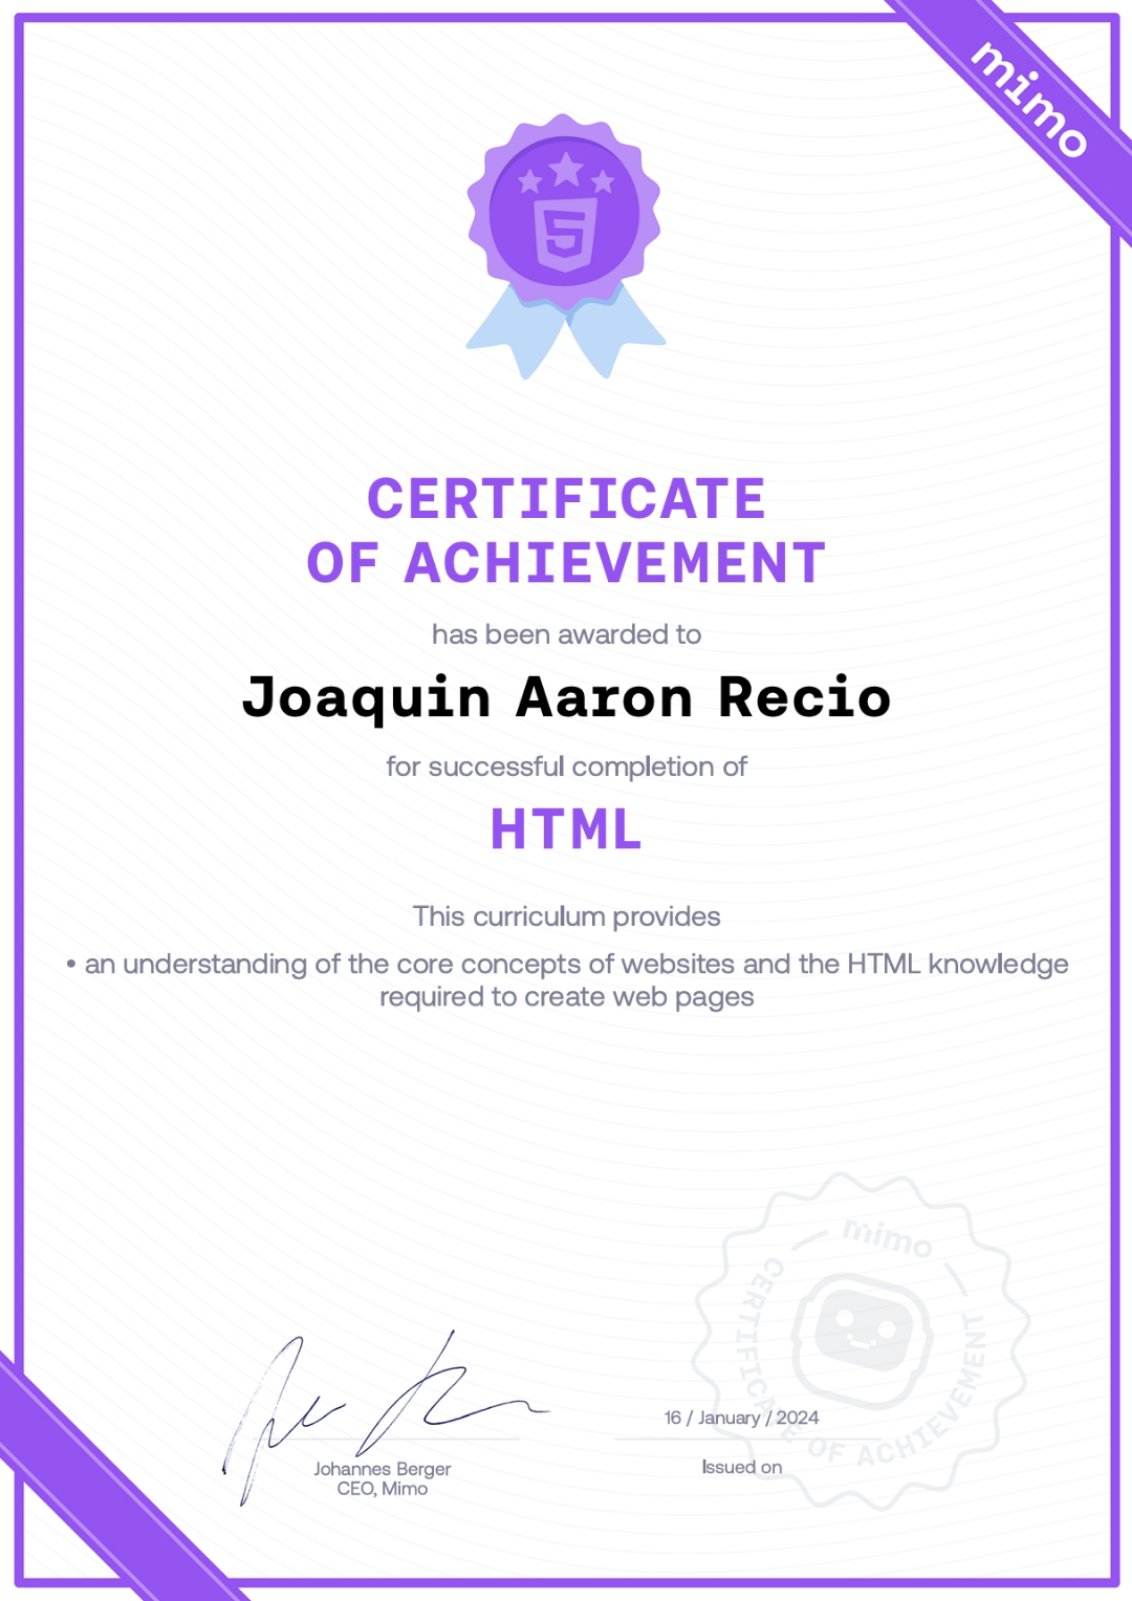 mimo
5
CERTIFICATE
OF ACHIEVEMENT
has been awarded to
Joaquin Aaron Recio
for successful completion of
HTML
This curriculum provides
• an understanding of the core concepts of websites and the HTML knowledge
required to create web pages
mimo
CERTIFICATE OF ACHIEVEMENT
16 / January / 2024
Johannes Berger
CEO, Mimo
Issued on